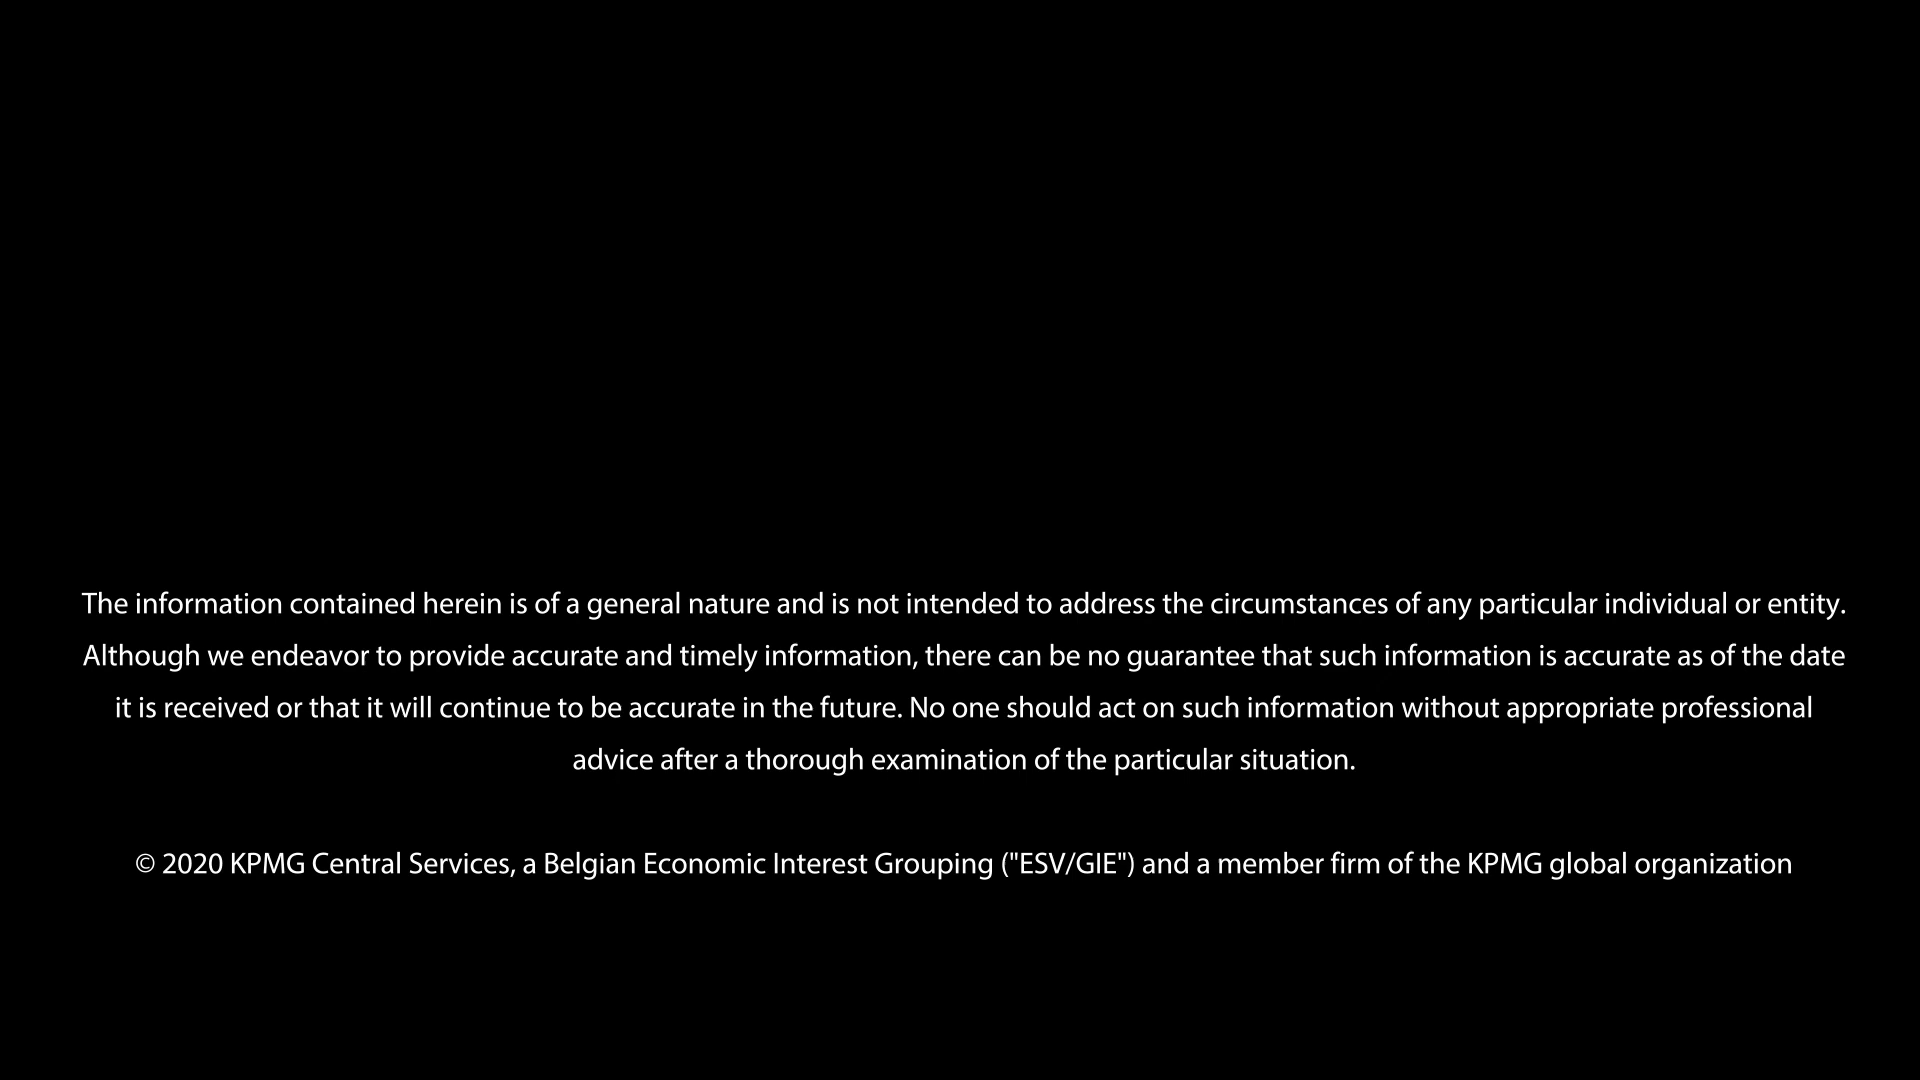 The information contained herein is of a general nature and is not intended to address the circumstances of any particular individual or entity.
Although we endeavor to provide accurate and timely information, there can be no guarantee that such information is accurate as of the date
it is received or that it will continue to be accurate in the future. No one should act on such information without appropriate professional
advice after a thorough examination of the particular situation.
© 2020 KPMG Central Services, a Belgian Economic Interest Grouping ("ESV/GIE") and a member firm of the KPMG global organization